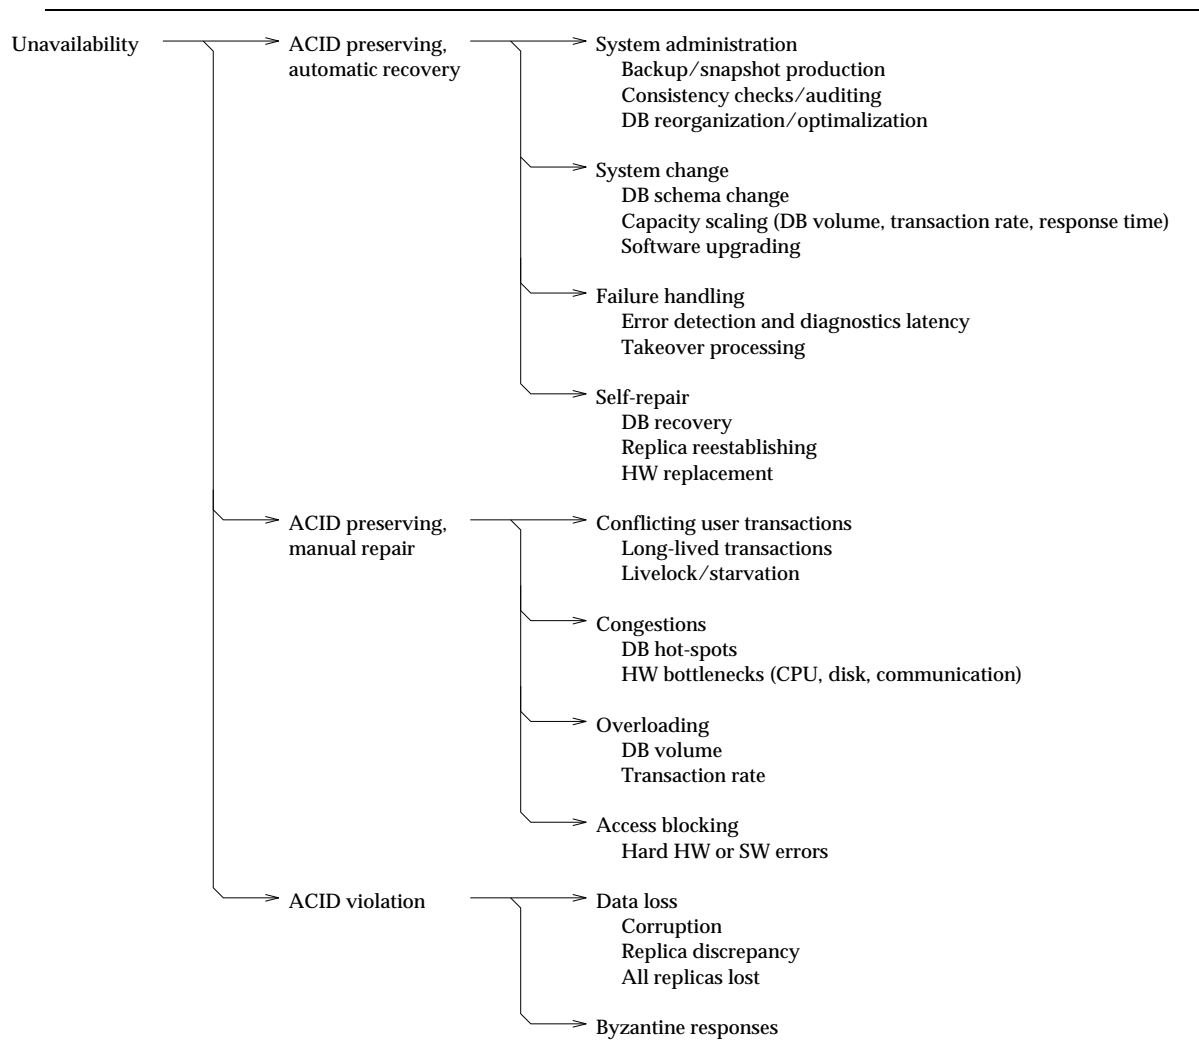 Unavailability
ACID preserving,
automatic recovery
System administration
Backup/snapshot production
Consistency checks/auditing
DB reorganization/optimalization
System change
DB schema change
Capacity scaling (DB volume, transaction rate, response time)
Software upgrading
Failure handling
Error detection and diagnostics latency
Takeover processing
Self-repair
DB recovery
Replica reestablishing
HW replacement
ACID preserving,
manual repair
Conflicting user transactions
Long-lived transactions
Livelock/starvation
Congestions
DB hot-spots
HW bottlenecks (CPU, disk, communication)
Overloading
DB volume
Transaction rate
Access blocking
Hard HW or SW errors
ACID violation
Data loss
Corruption
Replica discrepancy
All replicas lost
Byzantine responses